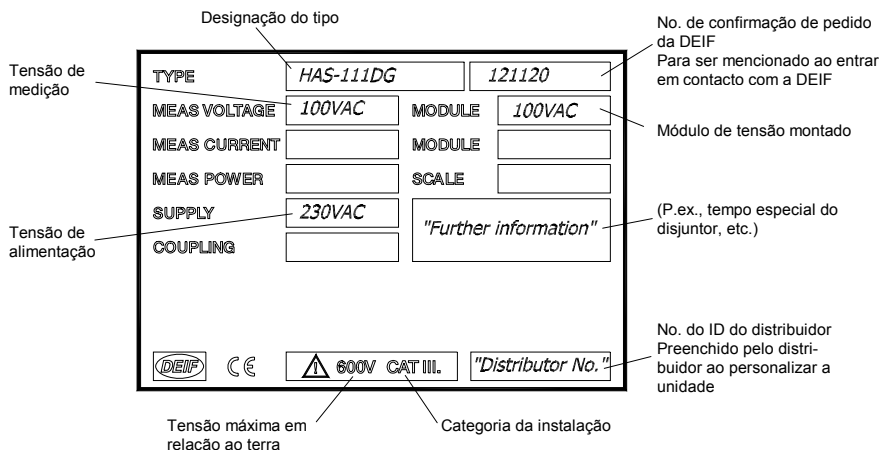 Designação do tipo
No. de confirmação de pedido
da DEIF
Para ser mencionado ao entrar
em contacto com a DEIF
Tensão de
medição
TYPE HAS-111DG 121120
MEAS VOLTAGE 100VAC MODULE 100VAC
Módulo de tensão montado
MEAS CURRENT MODULE
MEAS POWER SCALE
SUPPLY 230VAC "Further information"
(P.ex., tempo especial do
disjuntor, etc.)
Tensão de
alimentação
COUPLING
No. do ID do distribuidor
Preenchido pelo distri-
buidor ao personalizar a
unidade
DEIF CE 600V CAT III. "Distributor No."
Tensão máxima em
relação ao terra
Categoria da instalação